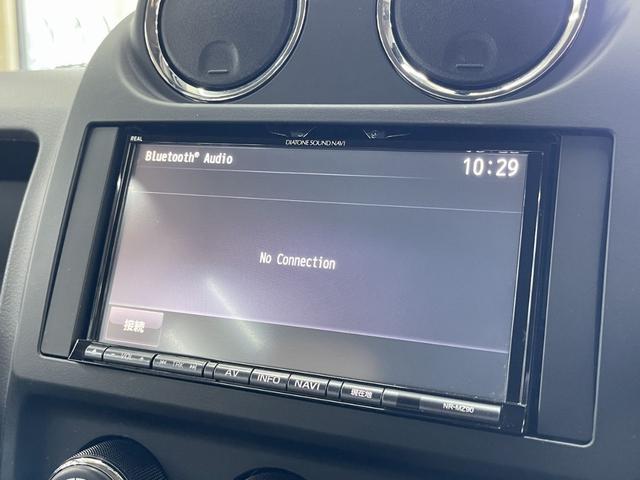 REAL
DIATONE SOUND NAVI
Bluetooth® Audio
10:29
No Connection
接続
AV INFO NAVI 現在地
NR-MZ90